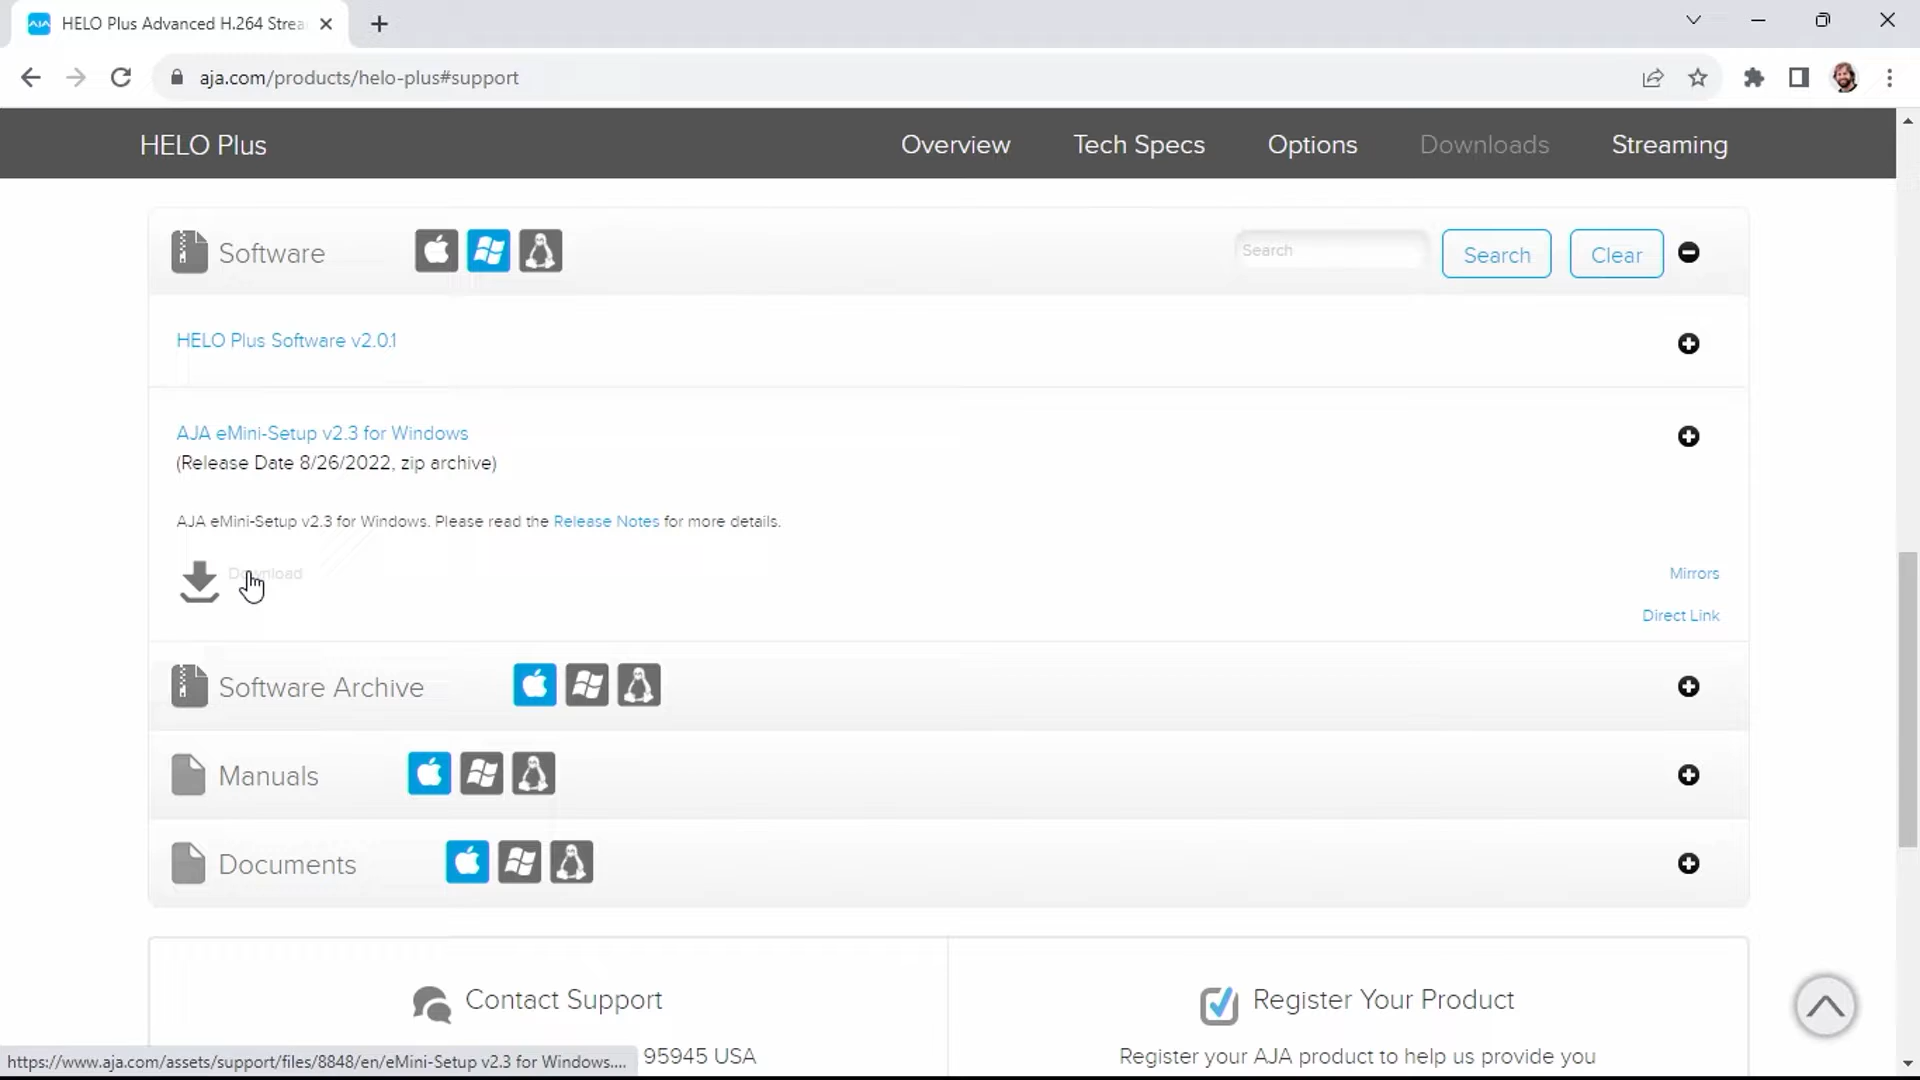 AJA HELO Plus Advanced H.264 Strea
aja.com/products/helo-plus#support
HELO Plus Overview Tech Specs Options Downloads Streaming
Software Search Search Clear
HELO Plus Software v2.0.1
AJA eMini-Setup v2.3 for Windows
(Release Date 8/26/2022, zip archive)
AJA eMini-Setup v2.3 for Windows. Please read the Release Notes for more details.
Download Mirrors
Direct Link
Software Archive
Manuals
Documents
Contact Support Register Your Product
https://www.aja.com/assets/support/files/8848/en/eMini-Setup v2.3 for Windows.... 95945 USA Register your AJA product to help us provide you